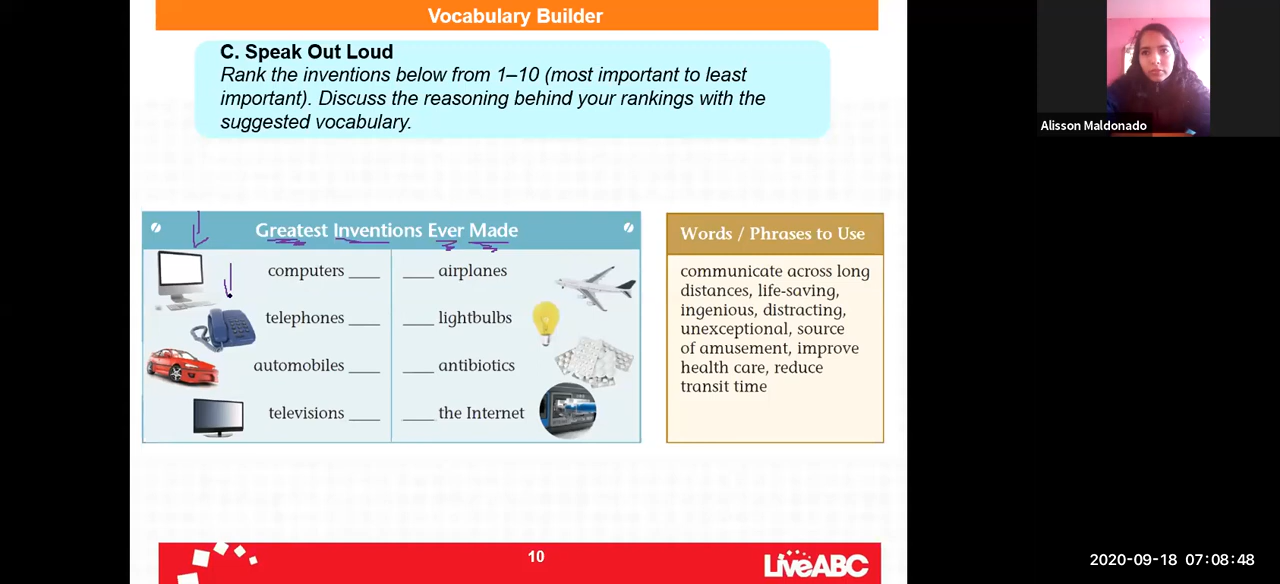 Vocabulary Builder
C. Speak Out Loud
Rank the inventions below from 1–10 (most important to least
important). Discuss the reasoning behind your rankings with the
suggested vocabulary.
Alisson Maldonado
Greatest Inventions Ever Made
computers ____
____ airplanes
telephones ____
____ lightbulbs
automobiles ____
____ antibiotics
televisions ____
____ the Internet
Words / Phrases to Use
communicate across long
distances, life-saving,
ingenious, distracting,
unexceptional, source
of amusement, improve
health care, reduce
transit time
10
LiveABC
2020-09-18 07:08:48